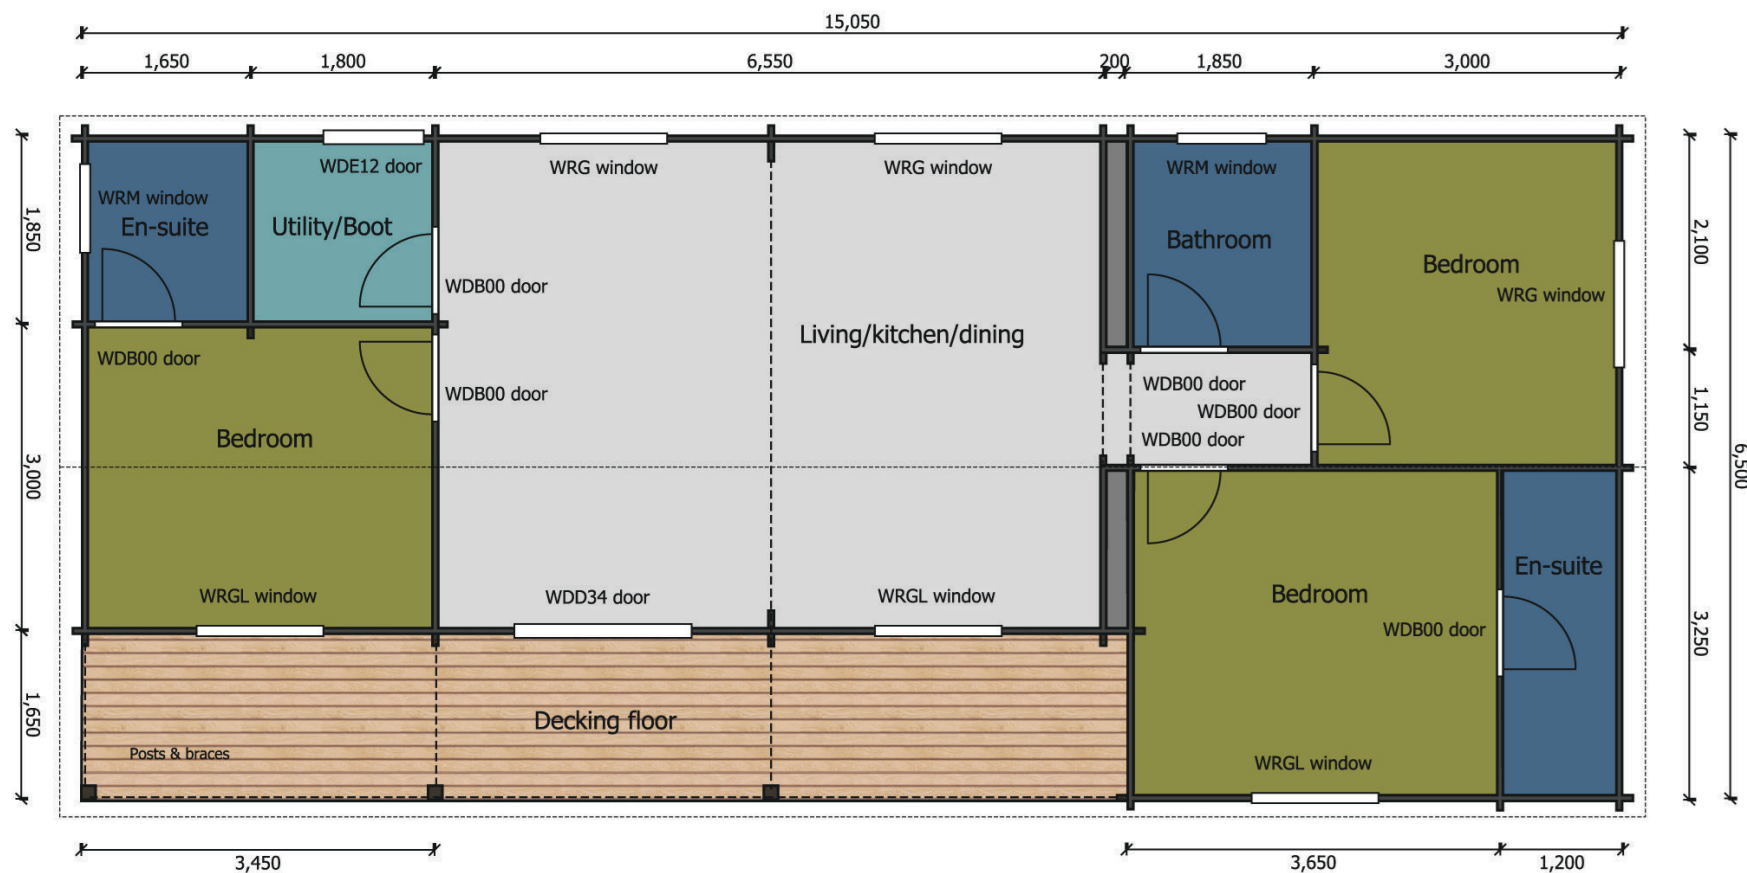 15,050
1,650
1,800
6,550
200
1,850
3,000
WDE12 door
WRG window
WRG window
WRM window
WRM window
En-suite
Utility/Boot
1,850
2,100
Bathroom
Bedroom
WDB00 door
WRG window
Living/kitchen/dining
WDB00 door
WDB00 door
WDB00 door
WDB00 door
WDB00 door
1,150
Bedroom
3,000
6,500
En-suite
WRGL window
WDD34 door
WRGL window
Bedroom
WDB00 door
3,250
1,650
Decking floor
Posts & braces
WRGL window
3,450
3,650
1,200